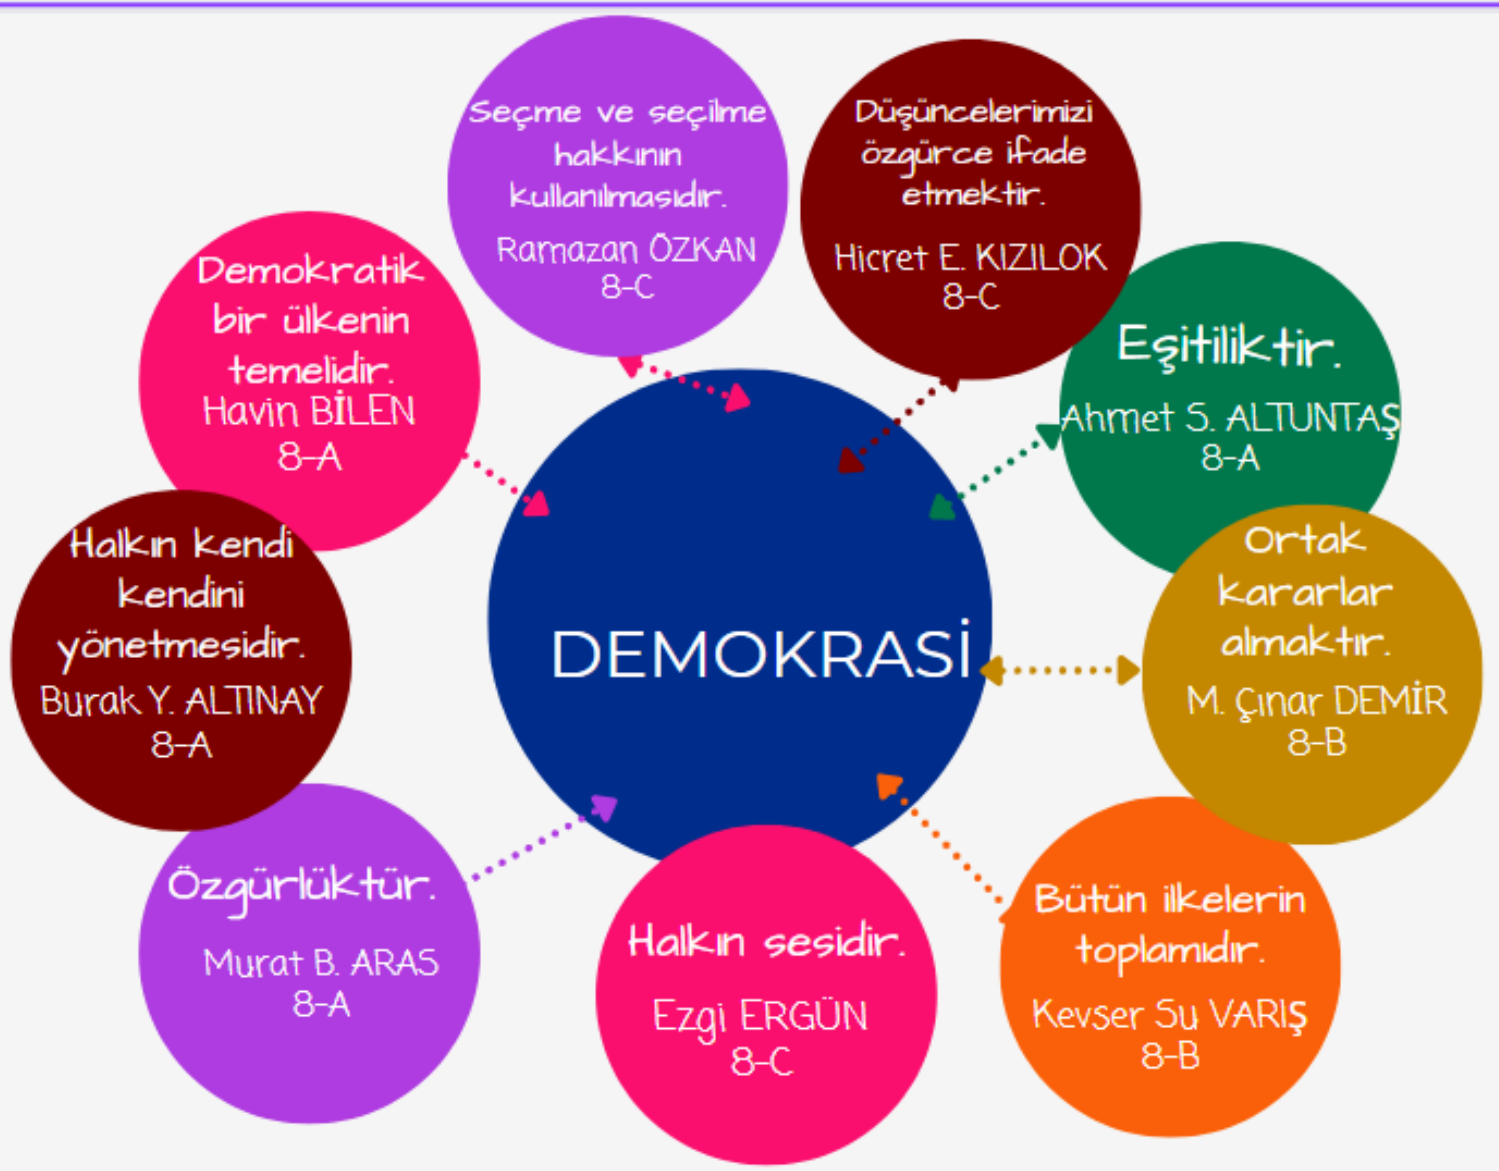 Seçme ve seçilme
hakkının
kullanılmasıdır.
Ramazan ÖZKAN
8-C
Düşüncelerimizi
özgürce ifade
etmektir.
Hicret E. KIZILOK
8-C
Demokratik
bir ülkenin
temelidir.
Havin BİLEN
8-A
Eşitiliktir.
Ahmet S. ALTUNTAŞ
8-A
Halkın kendi
kendini
yönetmesidir.
Burak Y. ALTINAY
8-A
DEMOKRASİ
Ortak
kararlar
almaktır.
M. Çınar DEMİR
8-B
Özgürlüktür.
Murat B. ARAS
8-A
Halkın sesidir.
Ezgi ERGÜN
8-C
Bütün ilkelerin
toplamıdır.
Kevser Su VARIŞ
8-B